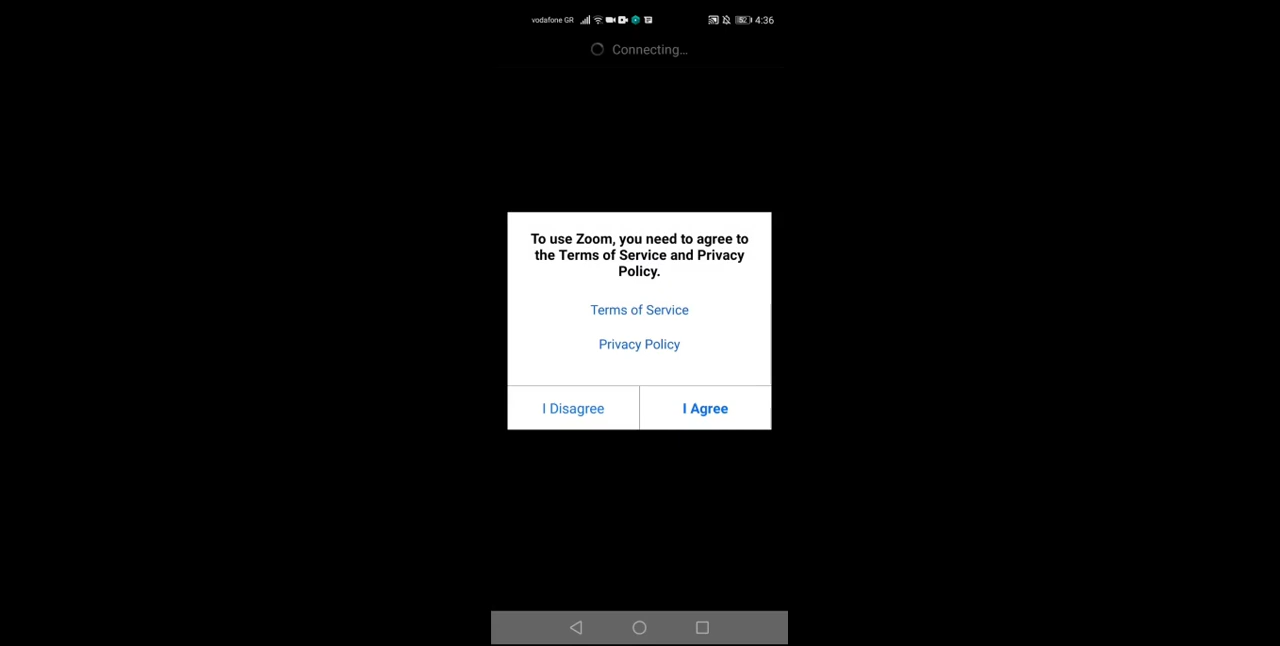 vodafone GR 52 4:36
Connecting...
To use Zoom, you need to agree to
the Terms of Service and Privacy
Policy.
Terms of Service
Privacy Policy
I Disagree I Agree